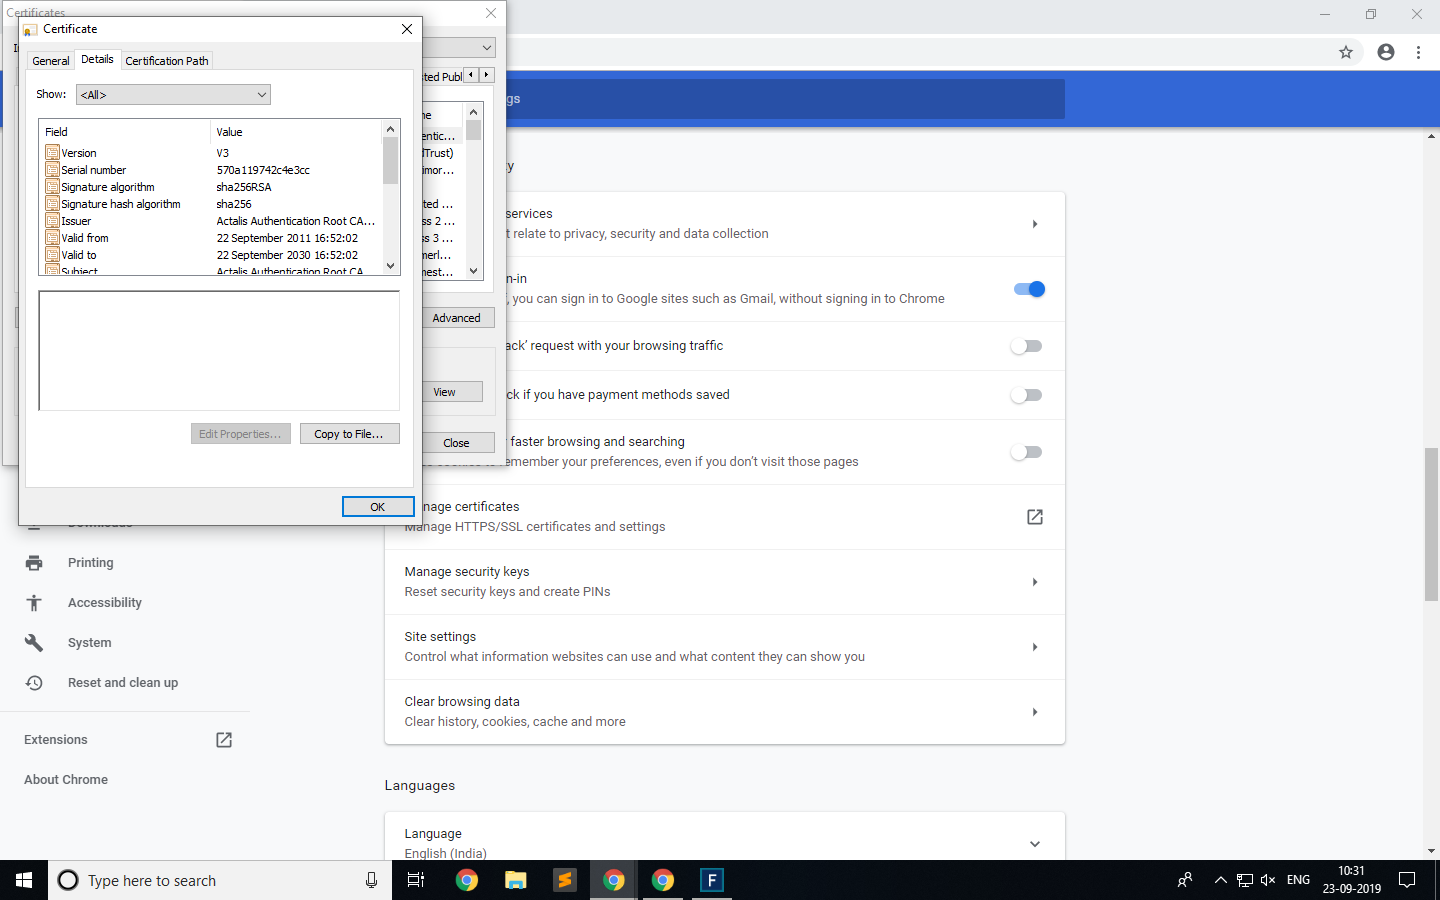 Certificates
Certificate
General
Details
Certification Path
Show:
<All>
Field
Value
Version
V3
Serial number
570a119742c4e3cc
Signature algorithm
sha256RSA
Signature hash algorithm
sha256
Issuer
Actalis Authentication Root CA...
Valid from
22 September 2011 16:52:02
Valid to
22 September 2030 16:52:02
Subject
Actalis Authentication Root CA
Edit Properties...
Copy to File...
OK
sted Publ
me
entic...
dTrust)
imor...
ted ...
ss 2 ...
ss 3 ...
merl...
mest...
Advanced
View
Close
gs
y
services
t relate to privacy, security and data collection
n-in
, you can sign in to Google sites such as Gmail, without signing in to Chrome
ack’ request with your browsing traffic
ck if you have payment methods saved
r faster browsing and searching
remember your preferences, even if you don’t visit those pages
nage certificates
Manage HTTPS/SSL certificates and settings
Manage security keys
Reset security keys and create PINs
Site settings
Control what information websites can use and what content they can show you
Clear browsing data
Clear history, cookies, cache and more
Languages
Language
English (India)
Downloads
Printing
Accessibility
System
Reset and clean up
Extensions
About Chrome
Type here to search
F
ENG
10:31
23-09-2019